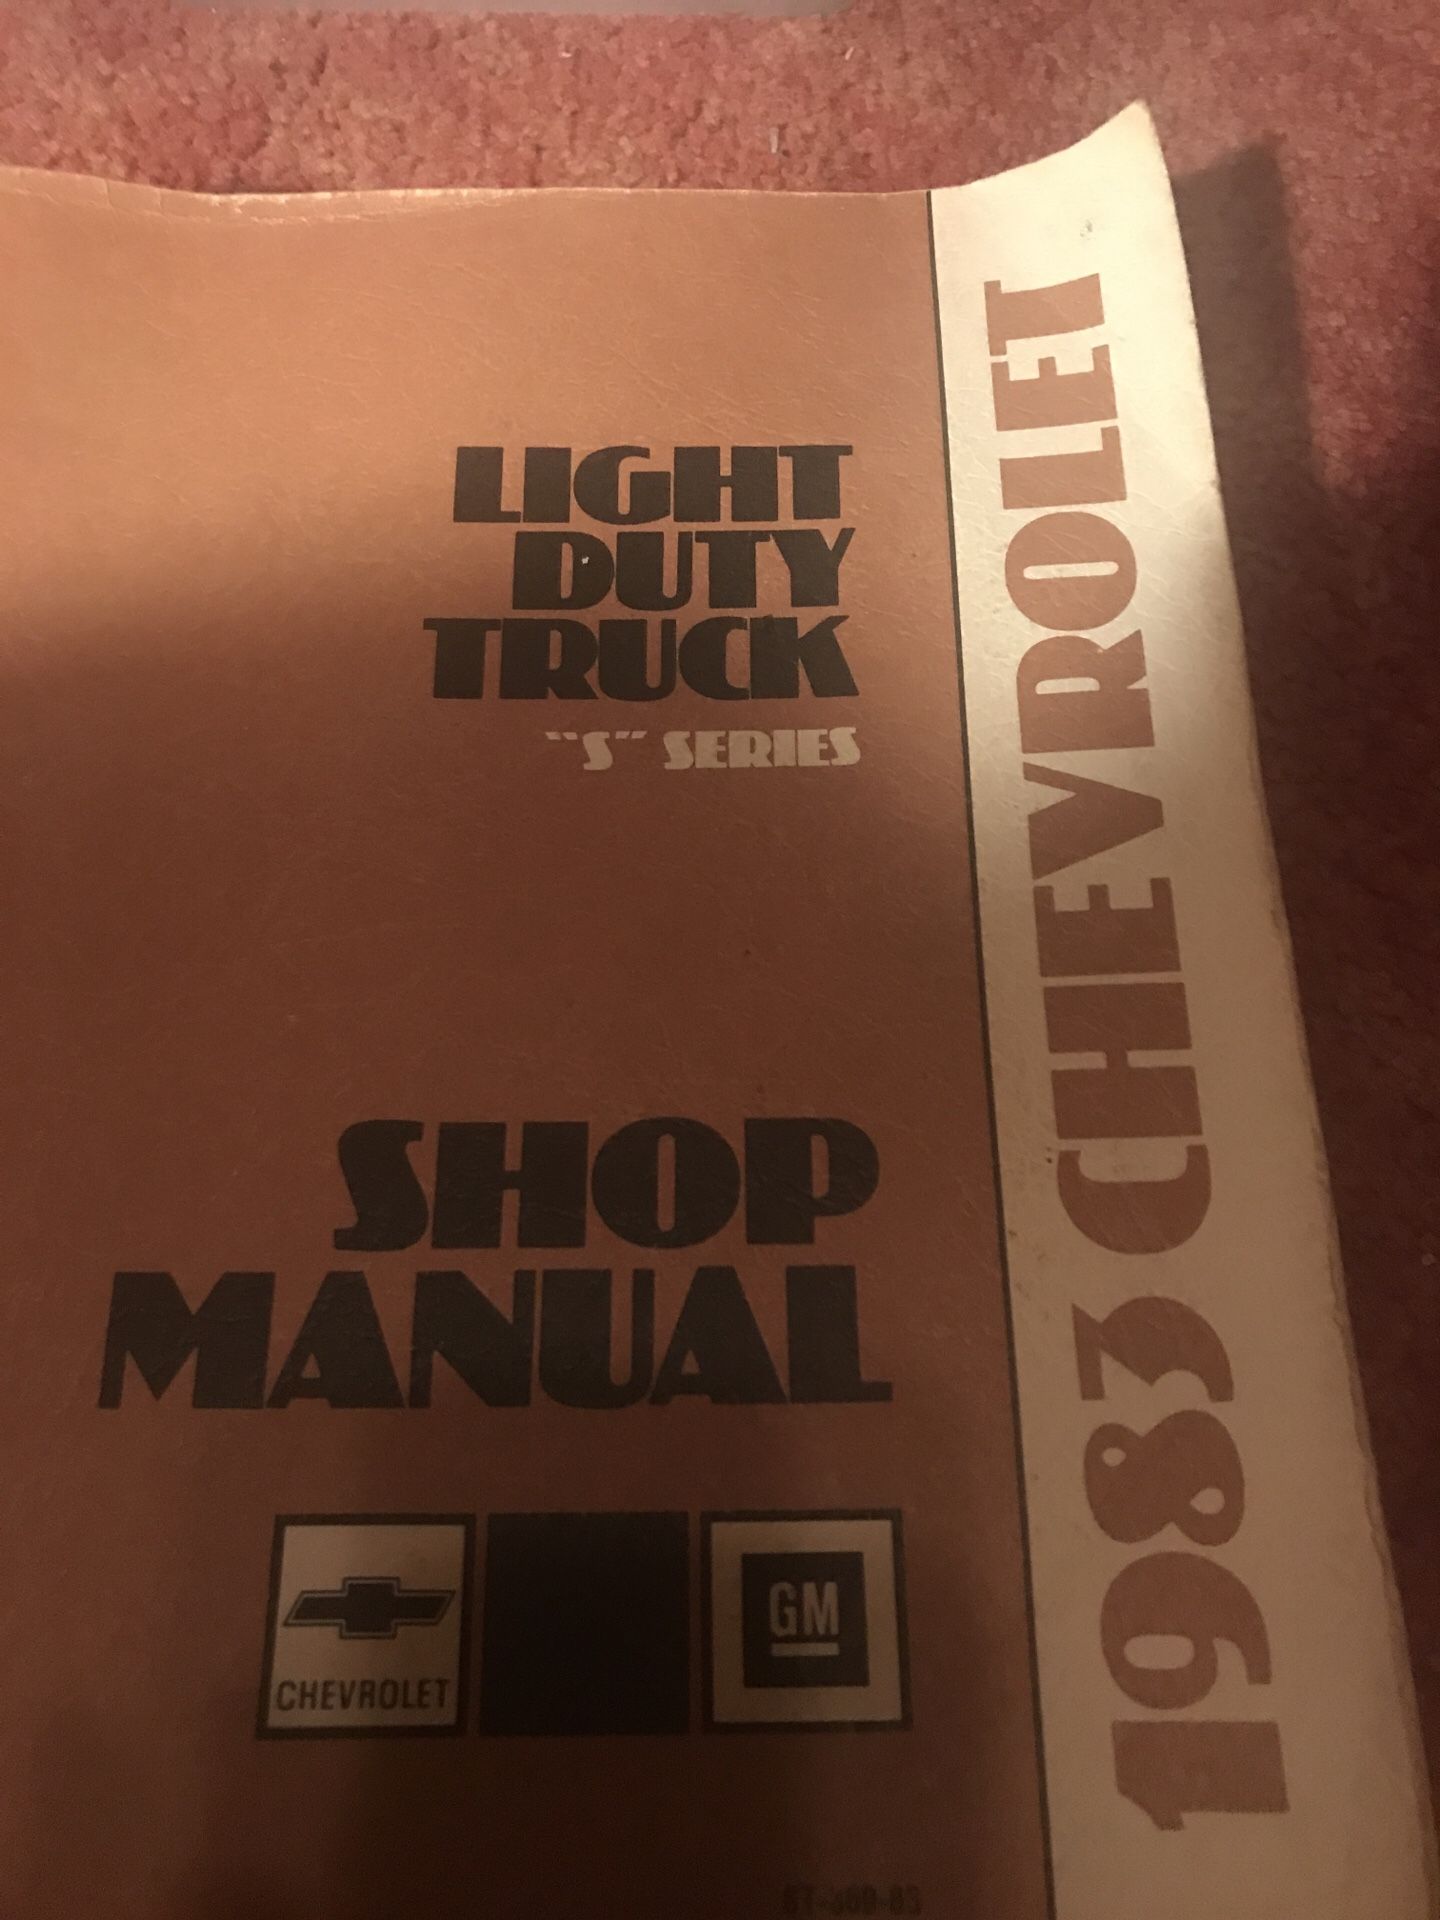 LIGHT
DUTY
TRUCK
"S" SERIES
SHOP
MANUAL
CHEVROLET
GM
1983 CHEVROLET